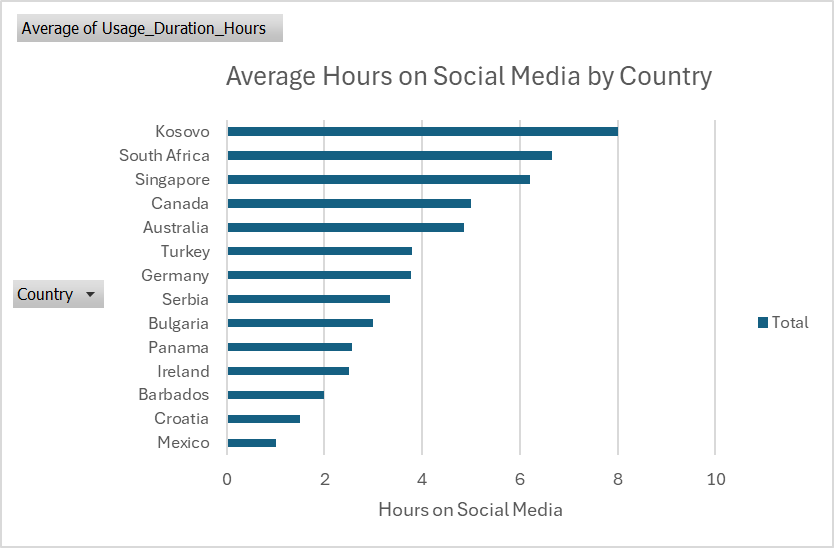 Average of Usage_Duration_Hours
Average Hours on Social Media by Country
Kosovo
South Africa
Singapore
Canada
Australia
Turkey
Germany
Serbia
Bulgaria
Panama
Ireland
Barbados
Croatia
Mexico
Country
Total
0 2 4 6 8 10
Hours on Social Media